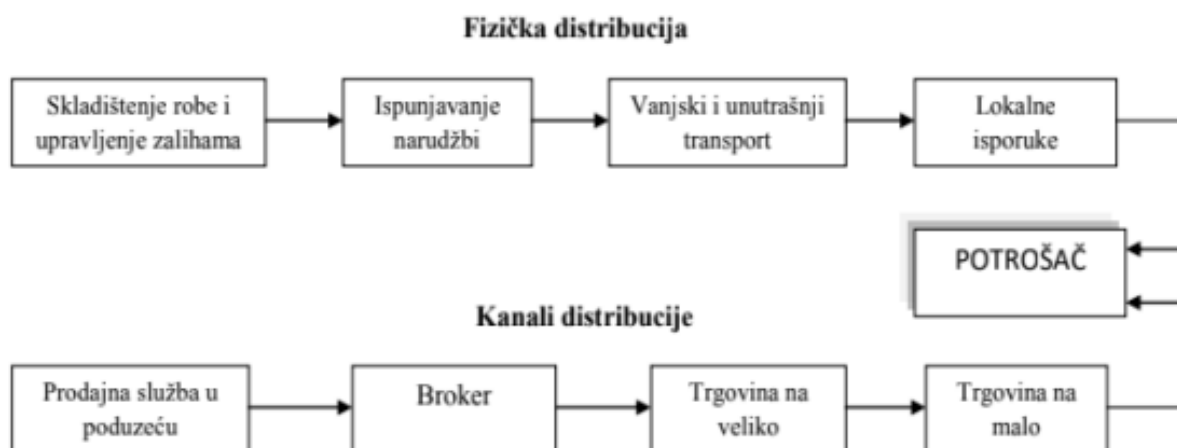 Fizička distribucija
Skladištenje robe i
upravljenje zalihama
Ispunjavanje
narudžbi
Vanjski i unutrašnji
transport
Lokalne
isporuke
POTROŠAČ
Kanali distribucije
Prodajna služba u
poduzeću
Broker
Trgovina na
veliko
Trgovina na
malo